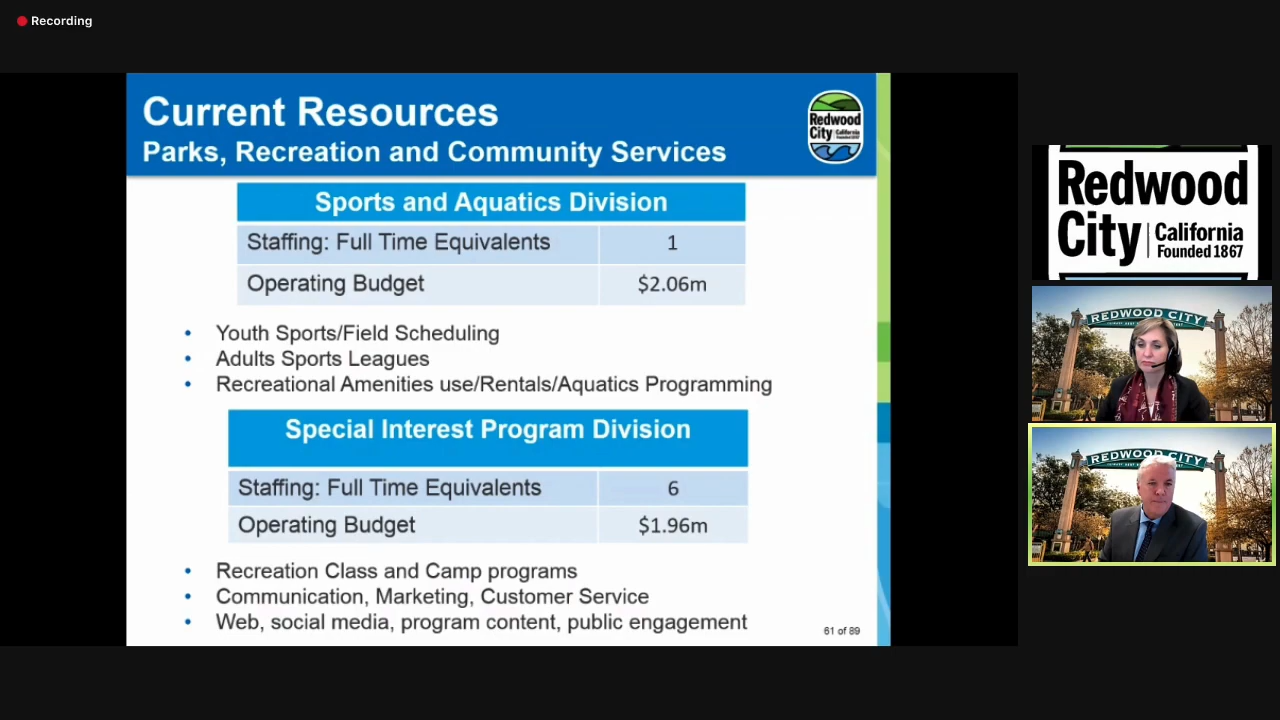 Recording
Current Resources
Parks, Recreation and Community Services
Redwood
City California
Founded 1867
Sports and Aquatics Division
Staffing: Full Time Equivalents 1
Operating Budget $2.06m
• Youth Sports/Field Scheduling
• Adults Sports Leagues
• Recreational Amenities use/Rentals/Aquatics Programming
Special Interest Program Division
Staffing: Full Time Equivalents 6
Operating Budget $1.96m
• Recreation Class and Camp programs
• Communication, Marketing, Customer Service
• Web, social media, program content, public engagement
61 of 89
Redwood
City California
Founded 1867
REDWOOD CITY
REDWOOD CITY